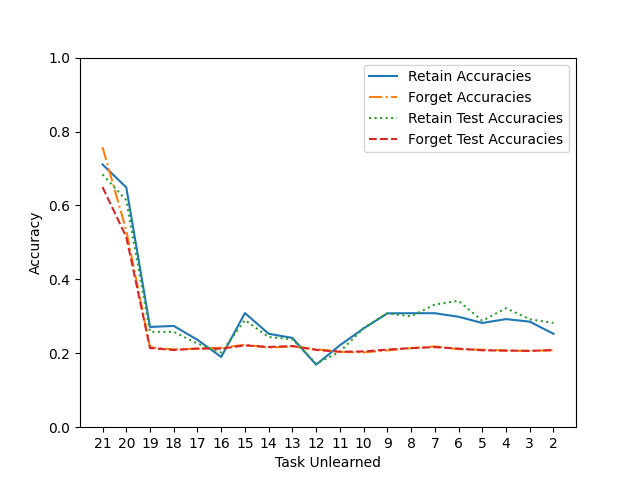 Retain Accuracies
Forget Accuracies
Retain Test Accuracies
Forget Test Accuracies
1.0
0.8
0.6
0.4
0.2
0.0
Accuracy
21 20 19 18 17 16 15 14 13 12 11 10 9 8 7 6 5 4 3 2
Task Unlearned